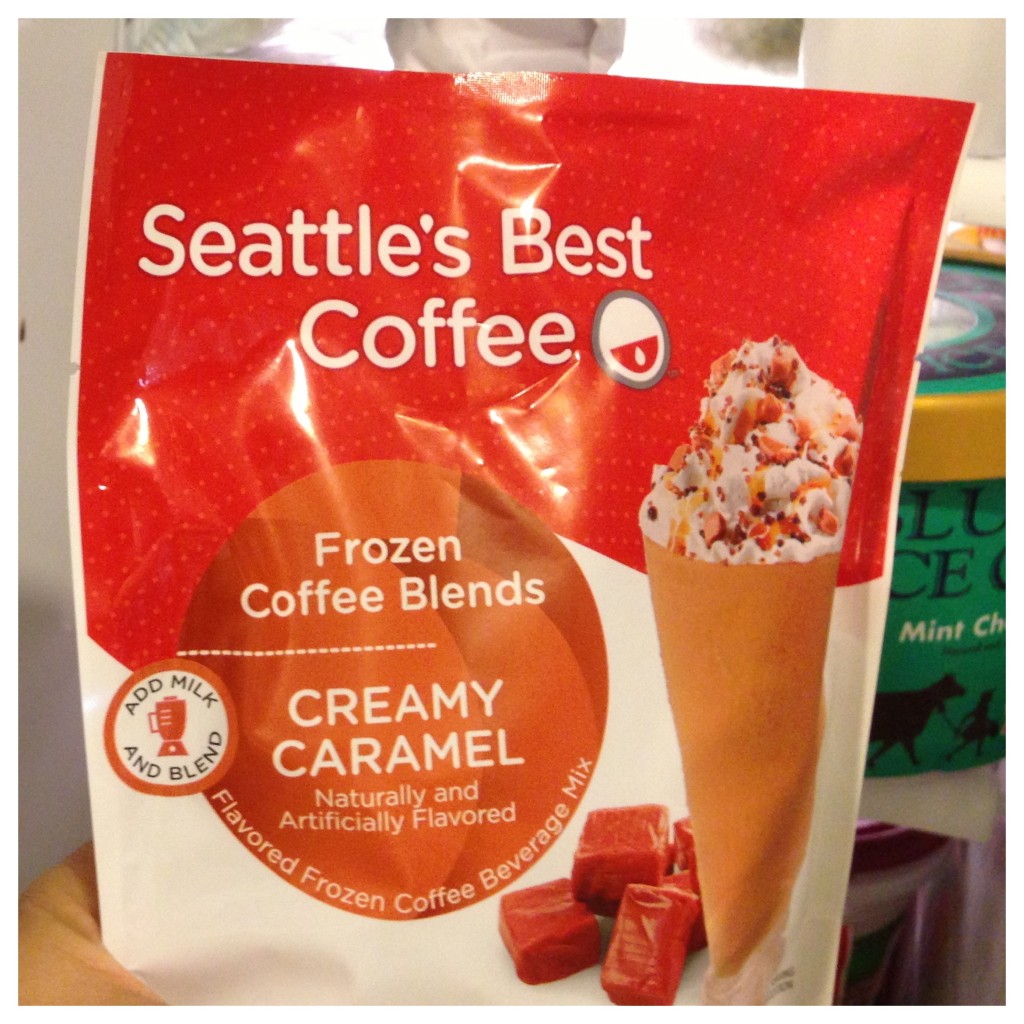 Seattle's Best
Coffee
Frozen
Coffee Blends
CREAMY
CARAMEL
Naturally and
Artificially Flavored
Flavored Frozen Coffee Beverage Mix
ADD MILK
AND BLEND
Mint